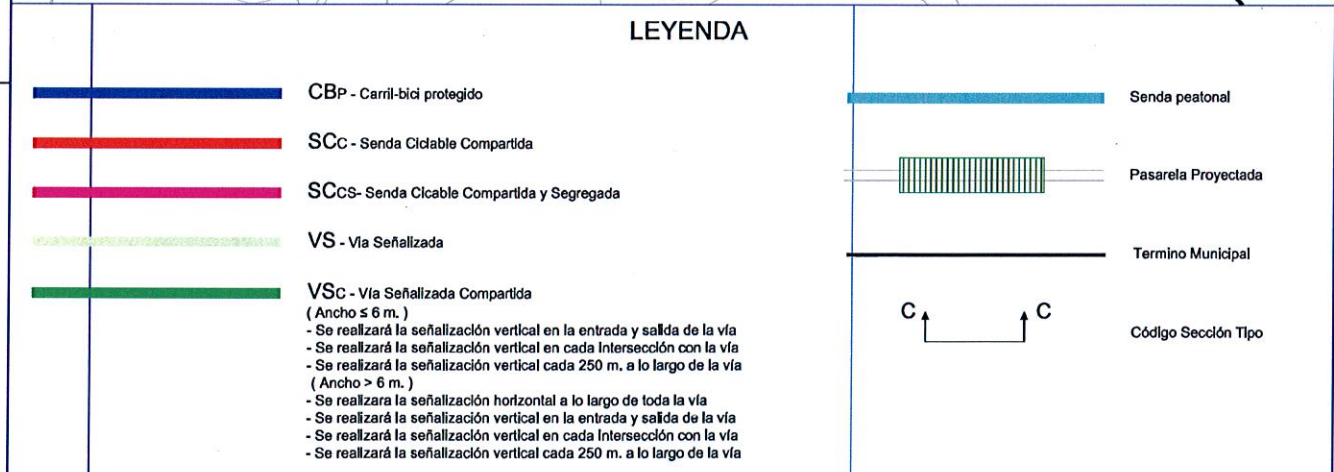 LEYENDA
CBP - Carril-bici protegido
SCc - Senda Ciclable Compartida
SCcs- Senda Cicable Compartida y Segregada
VS - Via Señalizada
VSc - Vía Señalizada Compartida
( Ancho ≤ 6 m. )
- Se realizará la señalización vertical en la entrada y salida de la vía
- Se realizará la señalización vertical en cada intersección con la vía
- Se realizará la señalización vertical cada 250 m. a lo largo de la vía
( Ancho > 6 m. )
- Se realizara la señalización horizontal a lo largo de toda la vía
- Se realizará la señalización vertical en la entrada y salida de la vía
- Se realizará la señalización vertical en cada intersección con la vía
- Se realizará la señalización vertical cada 250 m. a lo largo de la vía
Senda peatonal
Pasarela Proyectada
Termino Municipal
C C
Código Sección Tipo